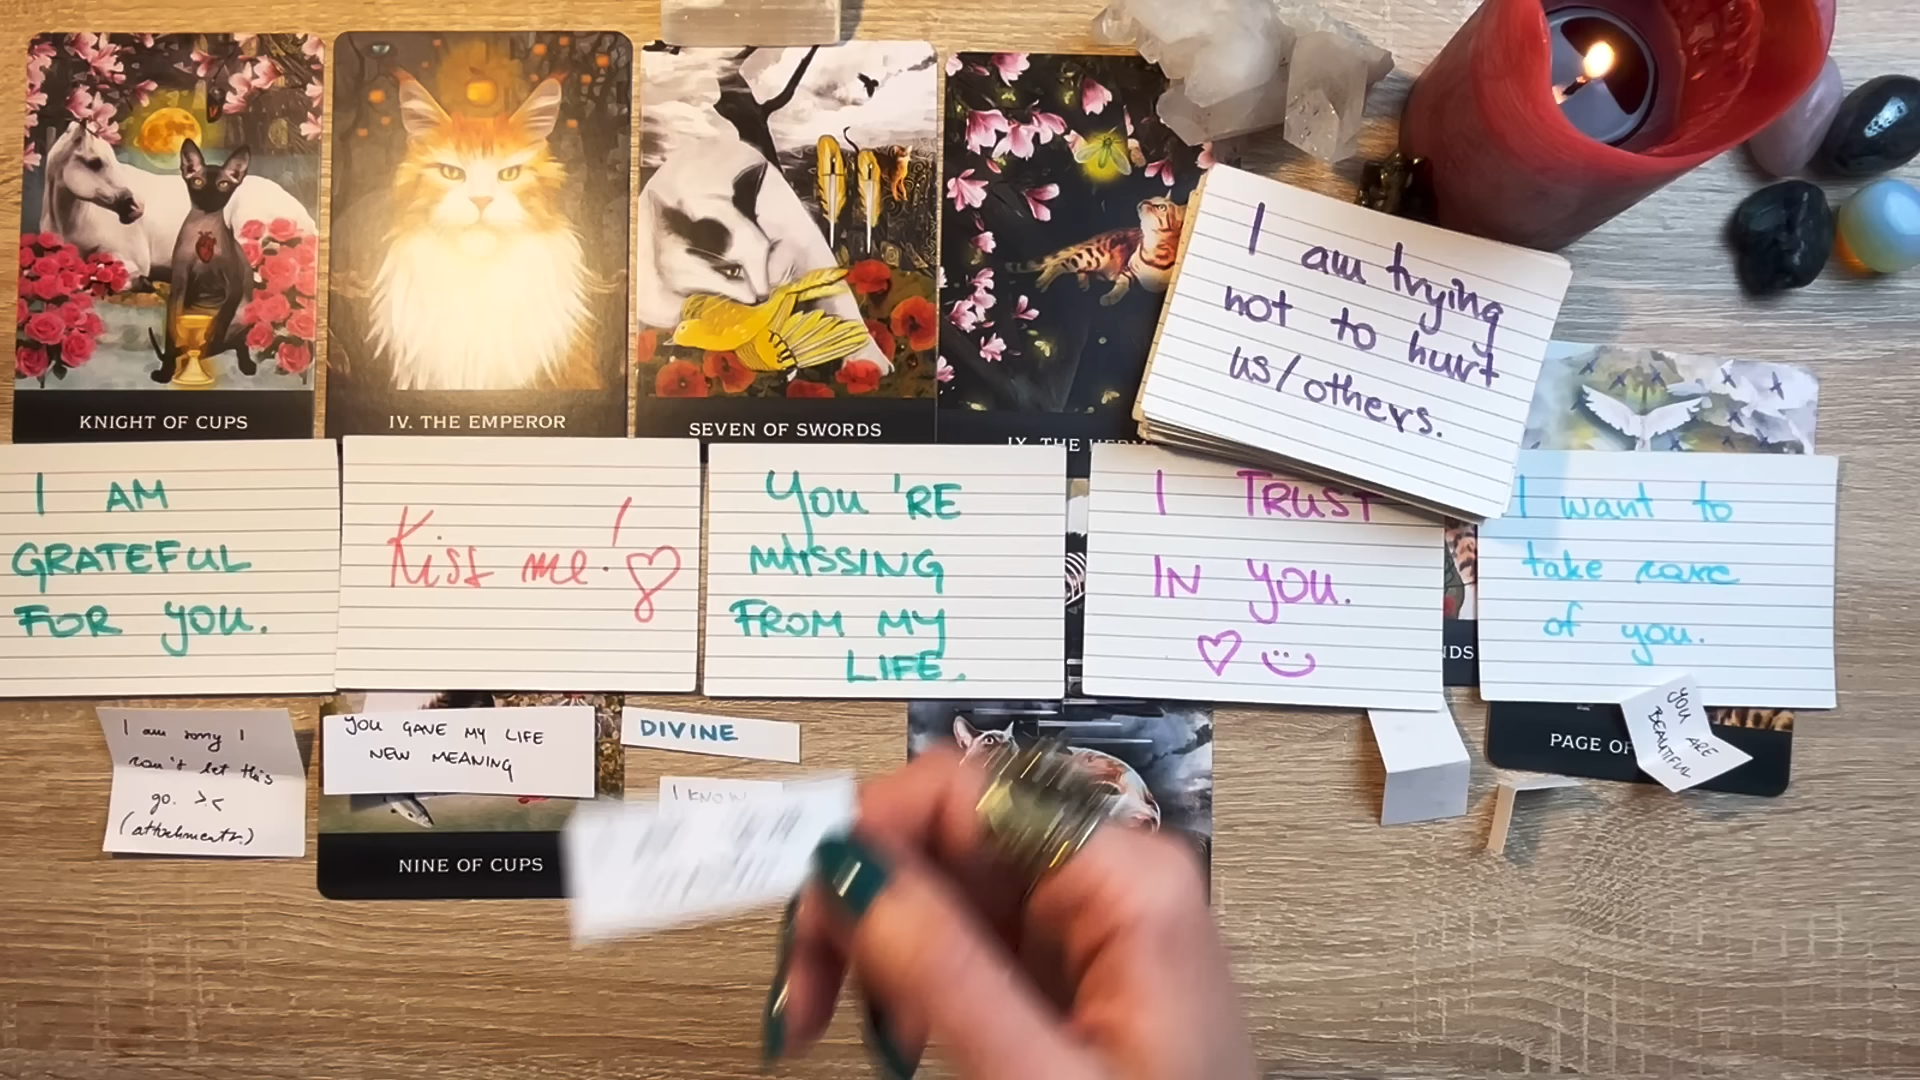 KNIGHT OF CUPS
IV. THE EMPEROR
SEVEN OF SWORDS
IX. THE
I am trying
not to hurt
us/others.
I AM
GRATEFUL
FOR YOU.
Kiss me!
YOU'RE
MISSING
FROM MY
LIFE.
I TRUST
IN YOU.
I want to
take care
of you.
I am sorry I
can't let this
go. >.<
(attachments)
YOU GAVE MY LIFE
NEW MEANING
DIVINE
I KNOW
NINE OF CUPS
PAGE OF
YOU ARE
BEAUTIFUL